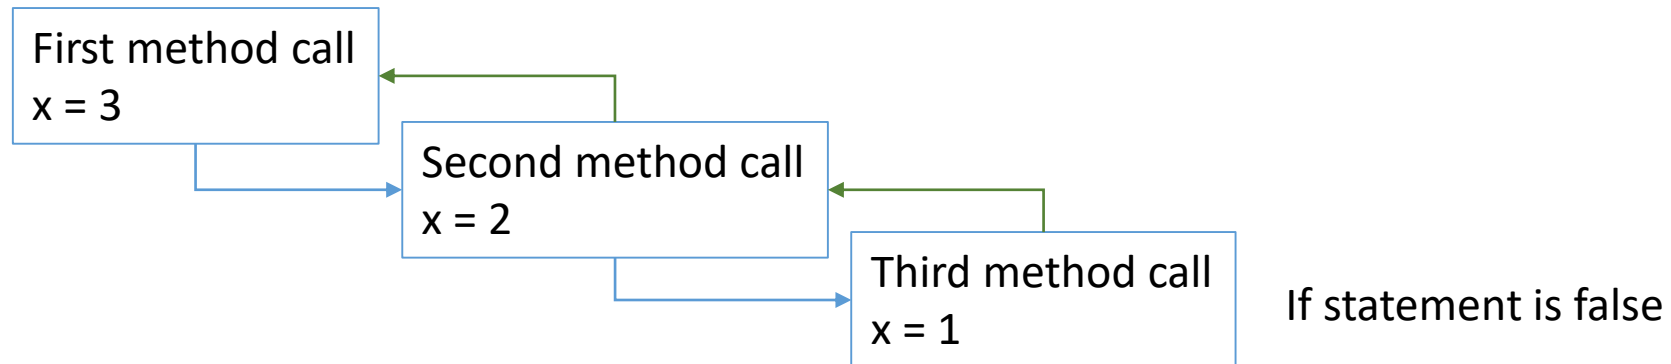 First method call
x = 3
Second method call
x = 2
Third method call
x = 1
If statement is false